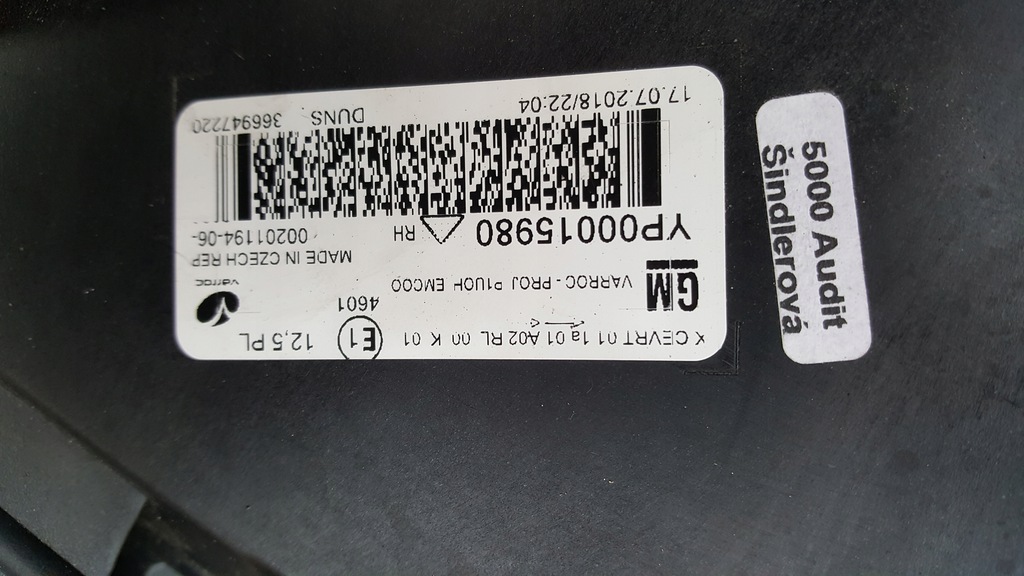 X CEVRT 01 1a 01 A02 RL 00 K 01
E1
4601
12,5 PL
GM
VARROC - PROJ P1UOH EMCOO
varroc
MADE IN CZECH REP
YP00015980
RH
00201194-06-
17.07.2018/22:04
DUNS
366947220
5000 Audit
Šindlerová